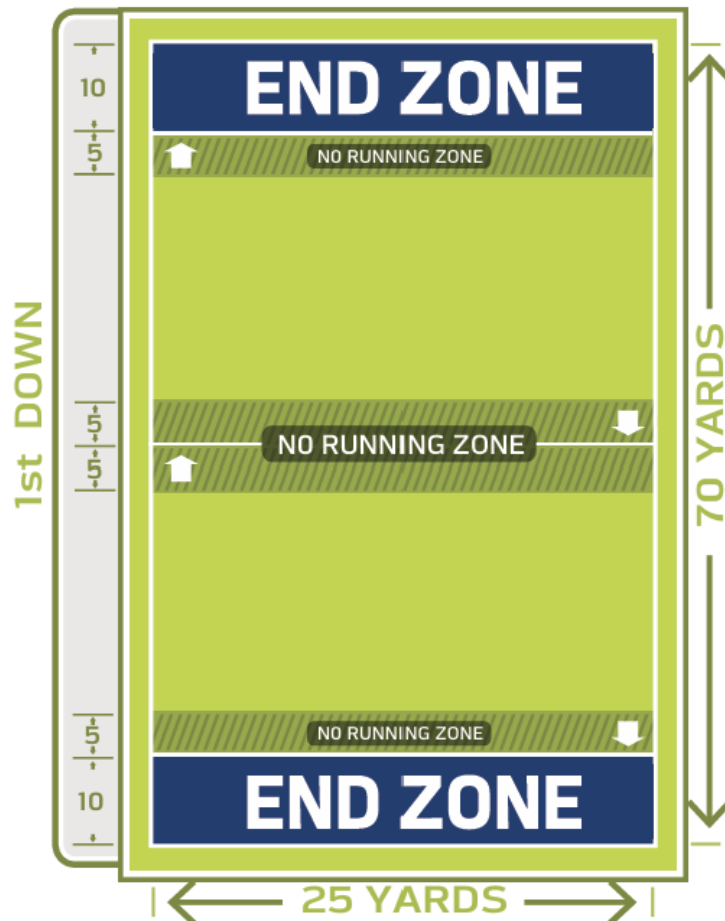 END ZONE
10
5
NO RUNNING ZONE
1st DOWN
70 YARDS
5
NO RUNNING ZONE
5
5
NO RUNNING ZONE
10
END ZONE
25 YARDS